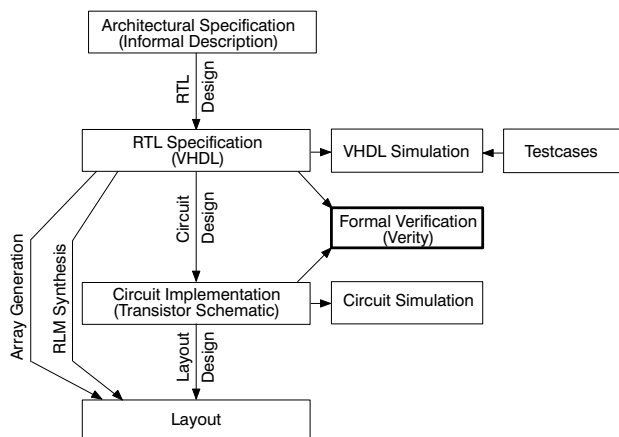 Architectural Specification
(Informal Description)
RTL
Design
RTL Specification
(VHDL)
VHDL Simulation
Testcases
Circuit
Design
Formal Verification
(Verity)
Array Generation
RLM Synthesis
Circuit Implementation
(Transistor Schematic)
Circuit Simulation
Layout
Design
Layout